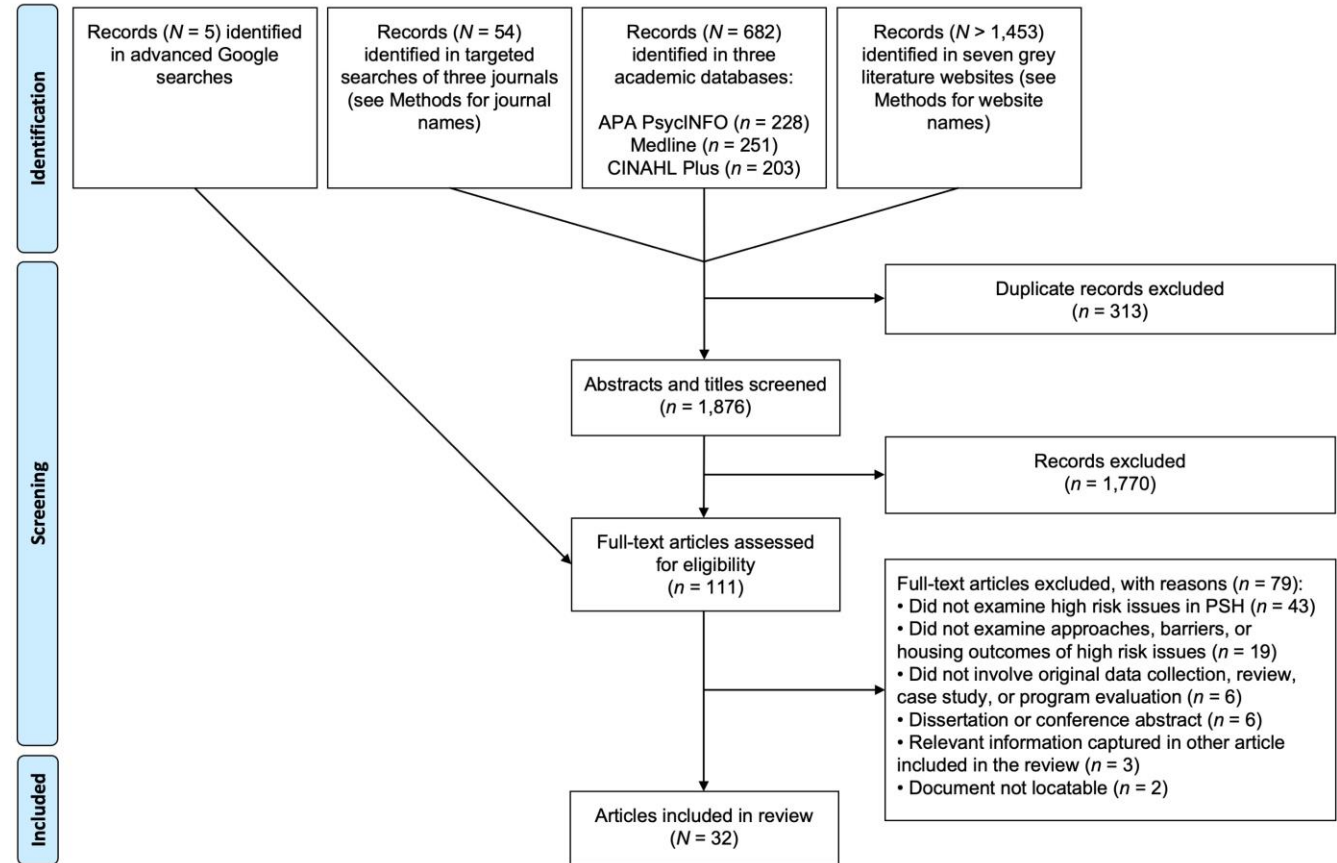 Identification
Records (N = 5) identified
in advanced Google
searches
Records (N = 54)
identified in targeted
searches of three journals
(see Methods for journal
names)
Records (N = 682)
identified in three
academic databases:
APA PsycINFO (n = 228)
Medline (n = 251)
CINAHL Plus (n = 203)
Records (N > 1,453)
identified in seven grey
literature websites (see
Methods for website
names)
Screening
Duplicate records excluded
(n = 313)
Abstracts and titles screened
(n = 1,876)
Records excluded
(n = 1,770)
Full-text articles assessed
for eligibility
(n = 111)
Full-text articles excluded, with reasons (n = 79):
• Did not examine high risk issues in PSH (n = 43)
• Did not examine approaches, barriers, or
housing outcomes of high risk issues (n = 19)
• Did not involve original data collection, review,
case study, or program evaluation (n = 6)
• Dissertation or conference abstract (n = 6)
• Relevant information captured in other article
included in the review (n = 3)
• Document not locatable (n = 2)
Included
Articles included in review
(N = 32)